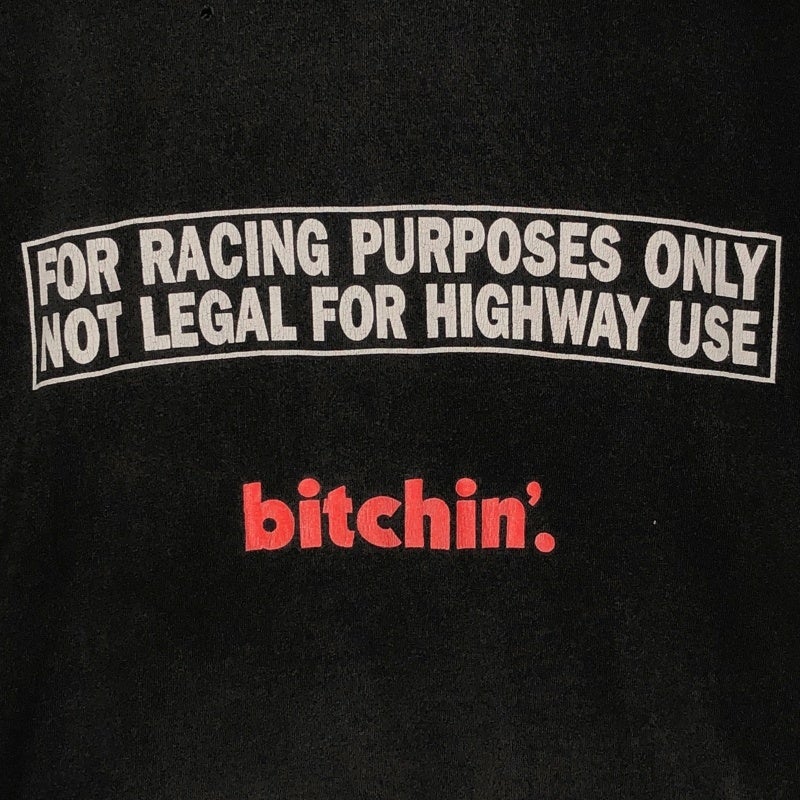 FOR RACING PURPOSES ONLY
NOT LEGAL FOR HIGHWAY USE
bitchin'.